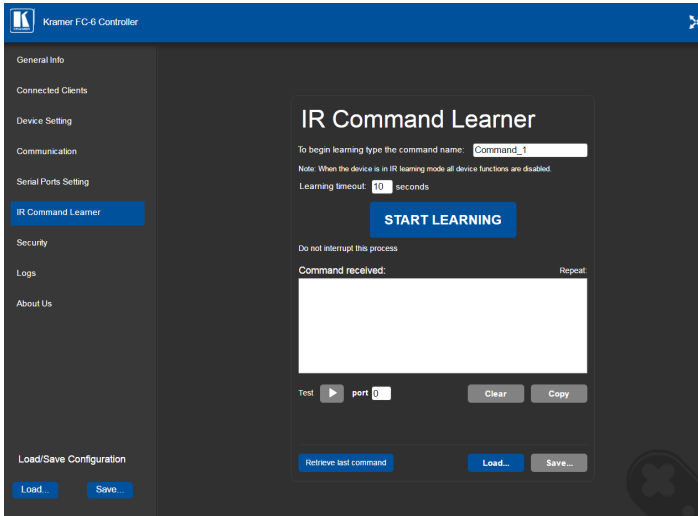 Kramer FC-6 Controller
General Info
Connected Clients
Device Setting
Communication
Serial Ports Setting
IR Command Learner
Security
Logs
About Us
Load/Save Configuration
Load... Save...
IR Command Learner
To begin learning type the command name: Command_1
Note: When the device is in IR learning mode all device functions are disabled.
Learning timeout: 10 seconds
START LEARNING
Do not interrupt this process
Command received: Repeat:
Test port 0 Clear Copy
Retrieve last command Load... Save...